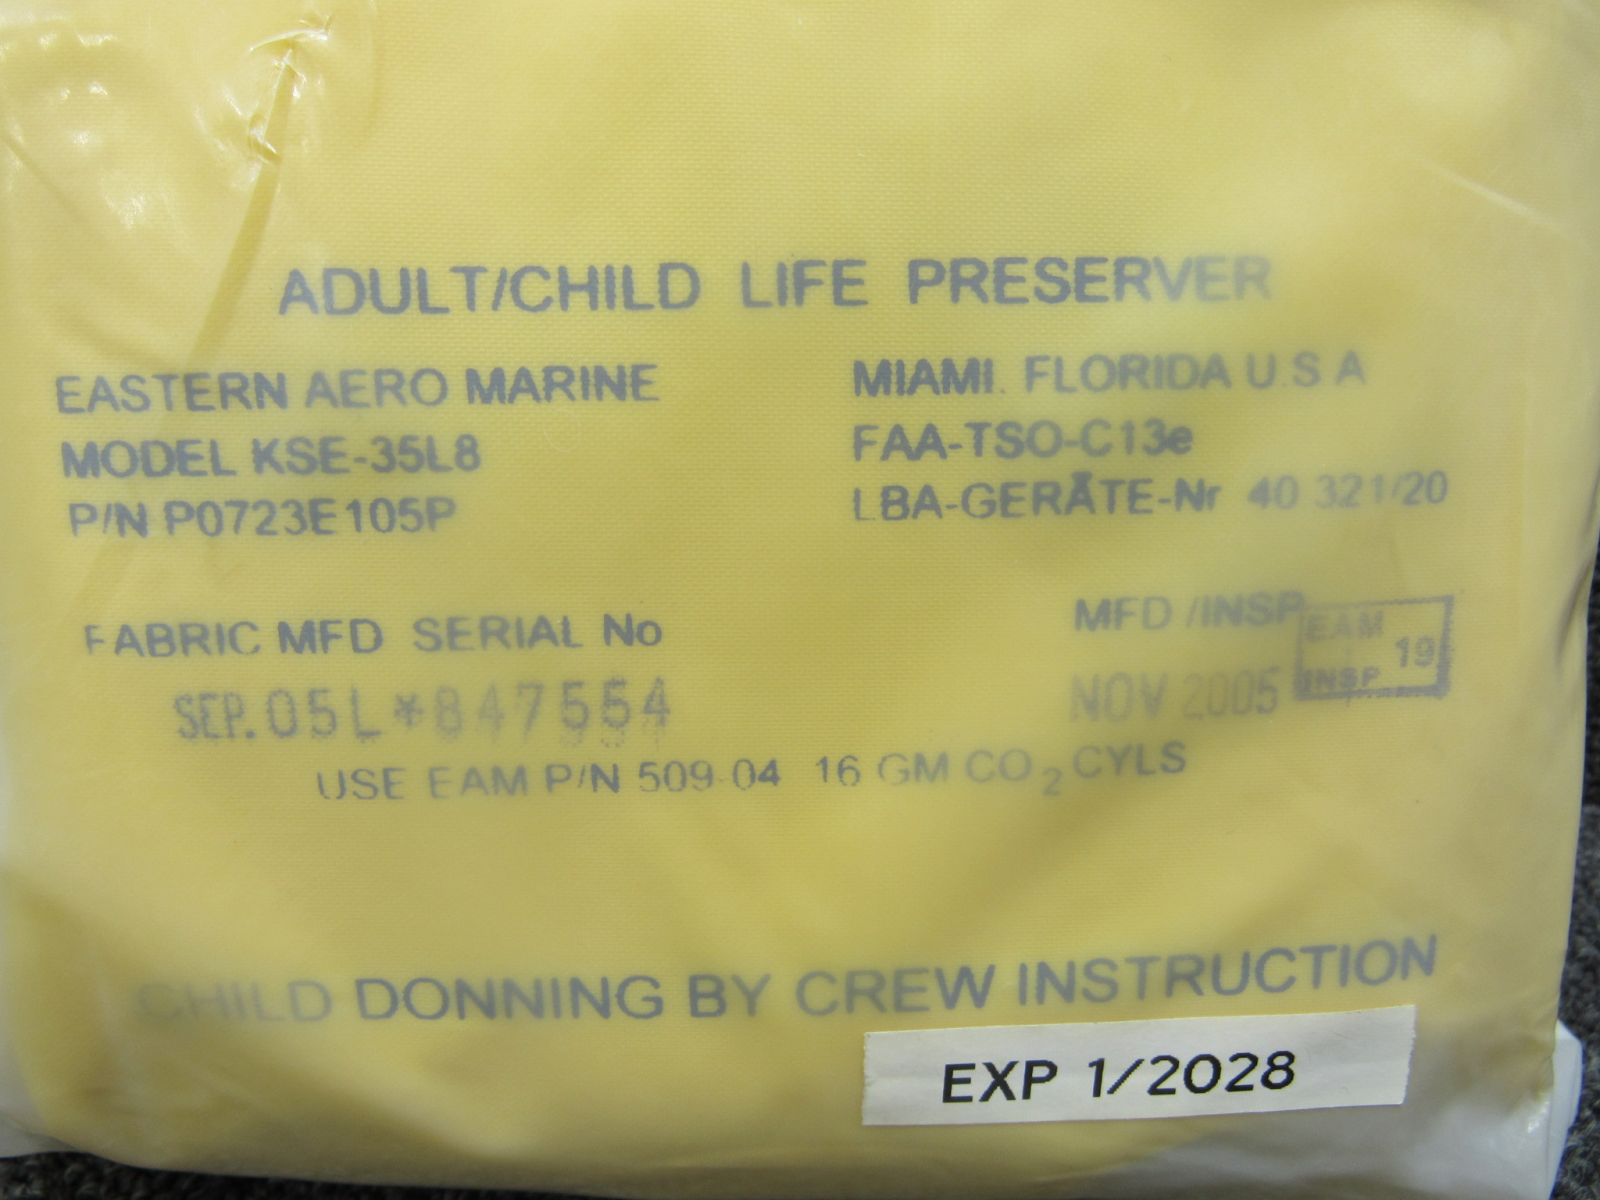 ADULT/CHILD LIFE PRESERVER
EASTERN AERO MARINE MIAMI. FLORIDA U.S A
MODEL KSE-35L8 FAA-TSO-C13e
P/N P0723E105P LBA-GERÄTE-Nr 40 321/20
FABRIC MFD SERIAL No MFD /INSP EAM 19 INSP
SEP. 05 L*847554 NOV 2005
USE EAM P/N 509-04 16 GM CO₂ CYLS
CHILD DONNING BY CREW INSTRUCTION
EXP 1/2028